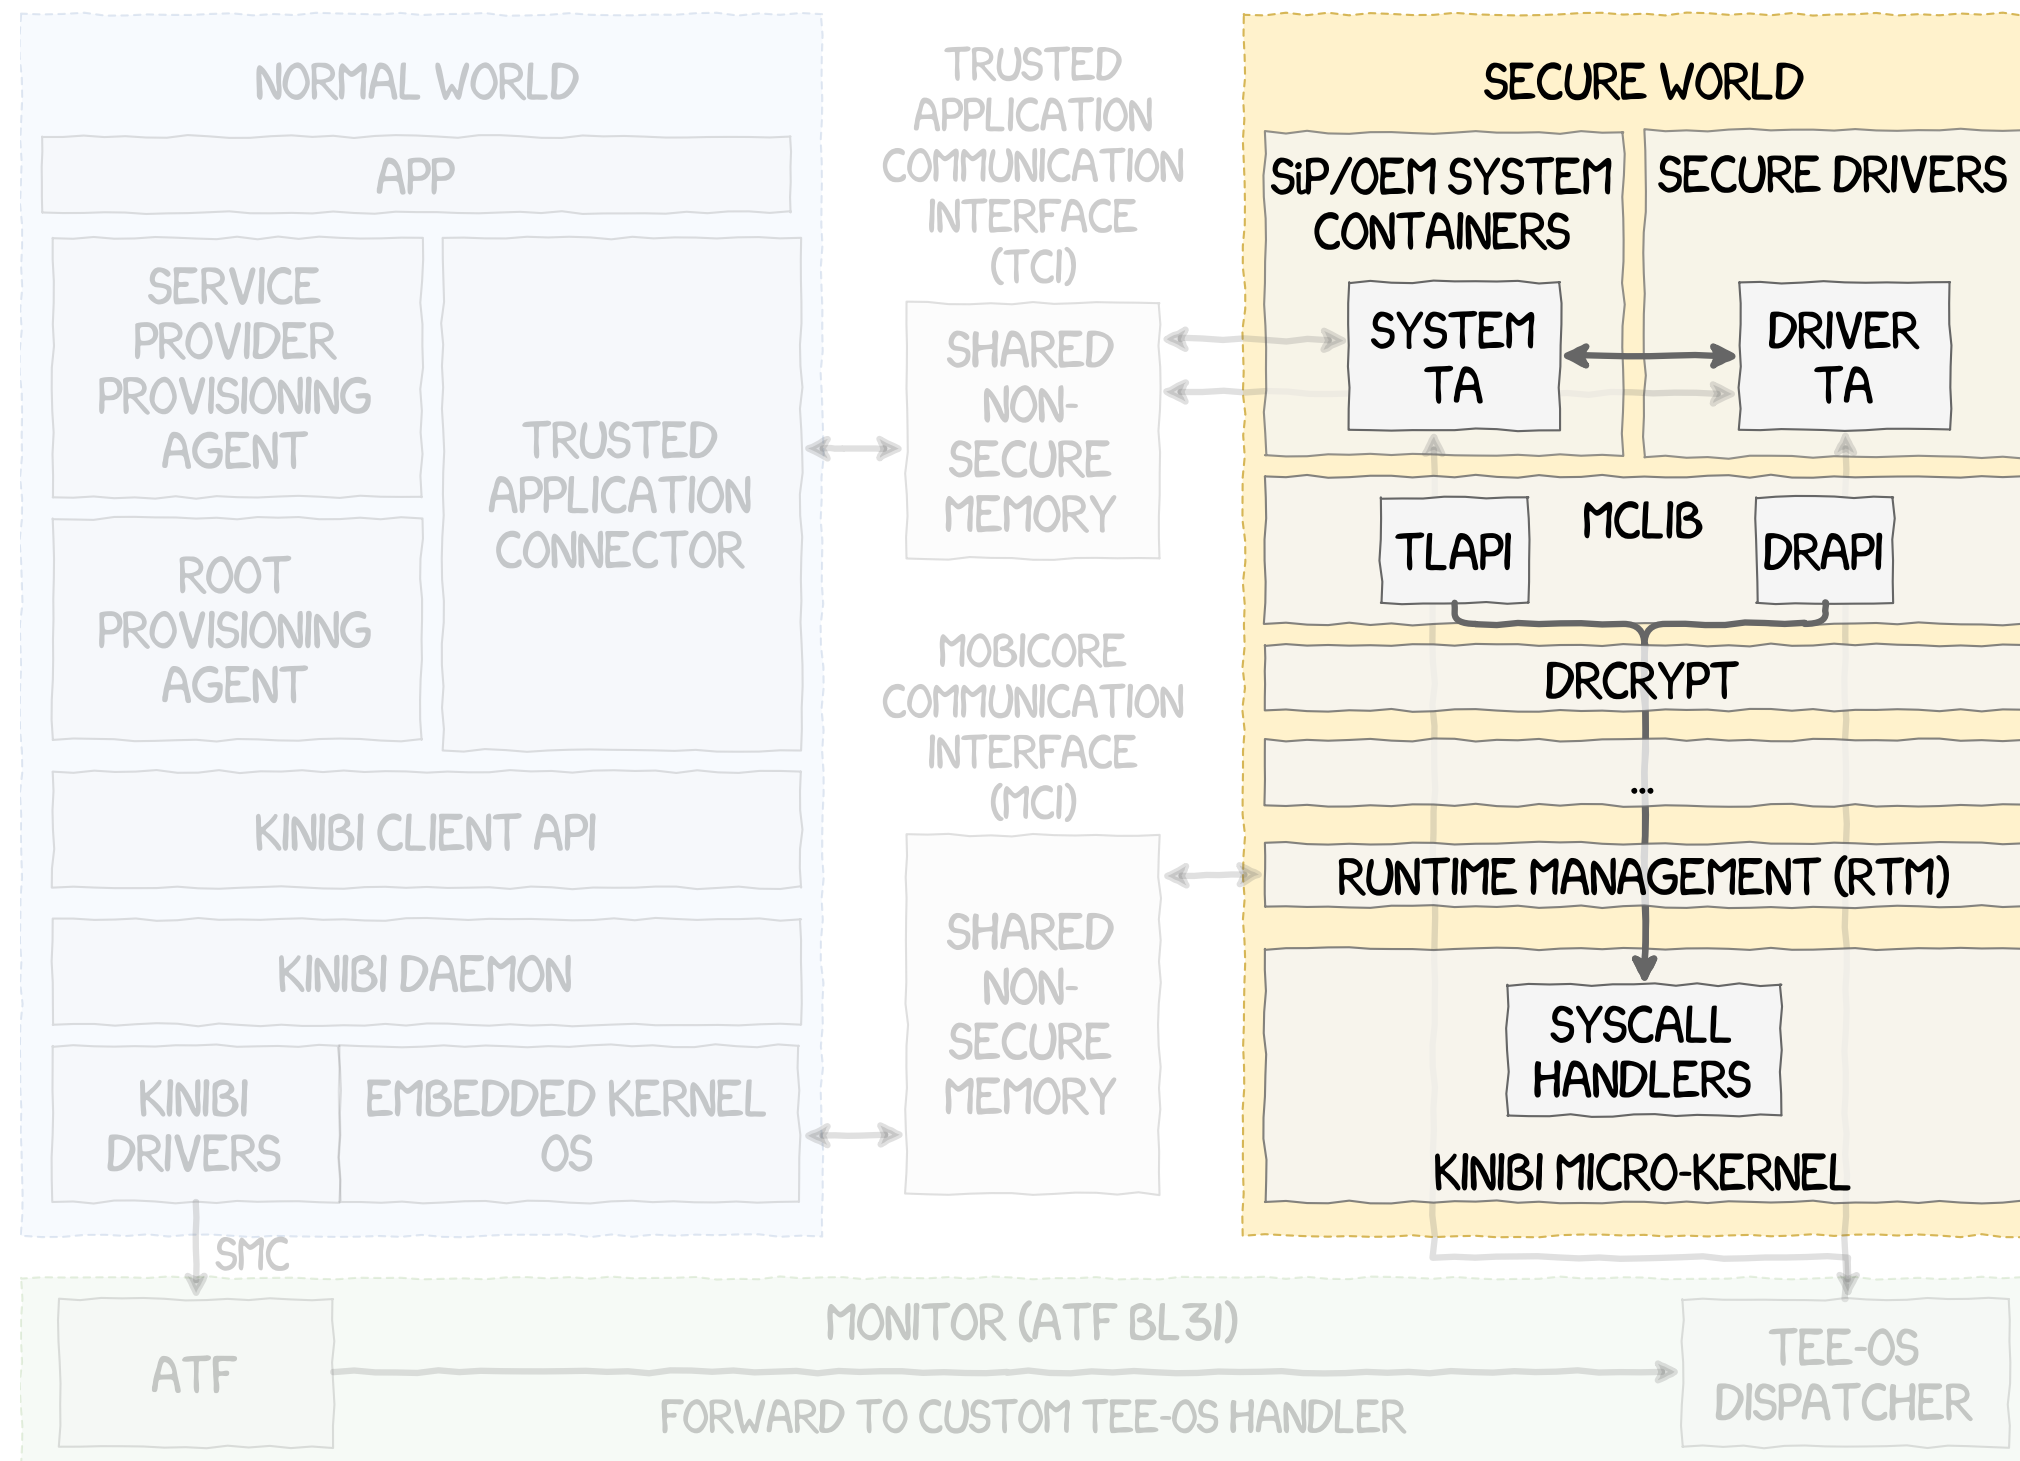 NORMAL WORLD
APP
SERVICE
PROVIDER
PROVISIONING
AGENT
ROOT
PROVISIONING
AGENT
TRUSTED
APPLICATION
CONNECTOR
KINIBI CLIENT API
KINIBI DAEMON
KINIBI
DRIVERS
EMBEDDED KERNEL
OS
SMC
TRUSTED
APPLICATION
COMMUNICATION
INTERFACE
(TCI)
SHARED
NON-
SECURE
MEMORY
MOBICORE
COMMUNICATION
INTERFACE
(MCI)
SHARED
NON-
SECURE
MEMORY
SECURE WORLD
SiP/OEM SYSTEM
CONTAINERS
SYSTEM
TA
SECURE DRIVERS
DRIVER
TA
MCLIB
TLAPI
DRAPI
DRCRYPT
...
RUNTIME MANAGEMENT (RTM)
SYSCALL
HANDLERS
KINIBI MICRO-KERNEL
MONITOR (ATF BL31)
ATF
FORWARD TO CUSTOM TEE-OS HANDLER
TEE-OS
DISPATCHER